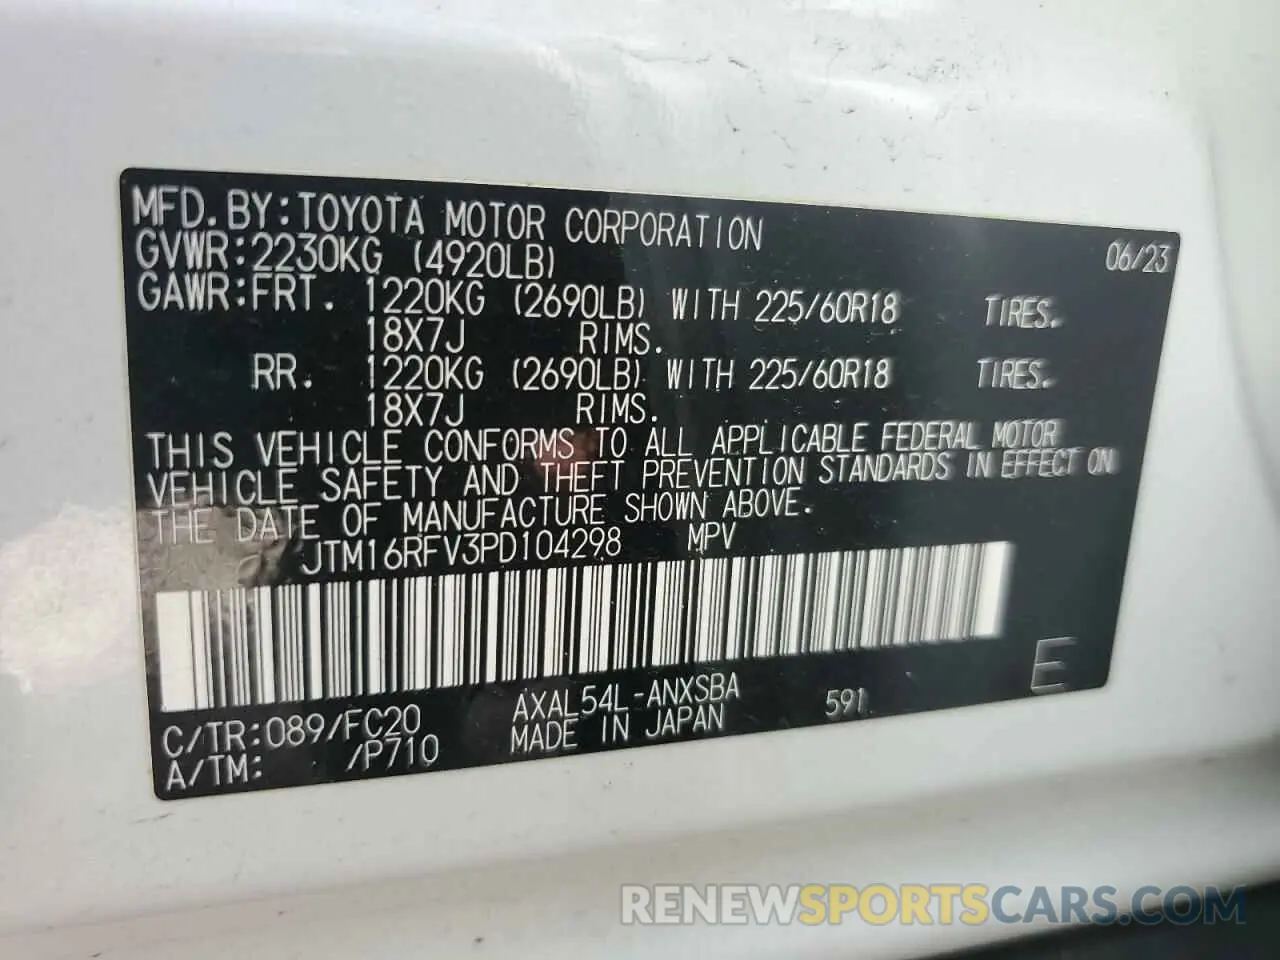 MFD.BY:TOYOTA MOTOR CORPORATION 06/23
GVWR:2230KG (4920LB)
GAWR:FRT. 1220KG (2690LB) WITH 225/60R18 TIRES.
18X7J RIMS.
RR. 1220KG (2690LB) WITH 225/60R18 TIRES.
18X7J RIMS.
THIS VEHICLE CONFORMS TO ALL APPLICABLE FEDERAL MOTOR
VEHICLE SAFETY AND THEFT PREVENTION STANDARDS IN EFFECT ON
THE DATE OF MANUFACTURE SHOWN ABOVE.
JTM16RFV3PD104298 MPV
E
C/TR:089/FC20 AXAL54L-ANXSBA 591
A/TM: /P710 MADE IN JAPAN
RENEWSPORTSCARS.COM